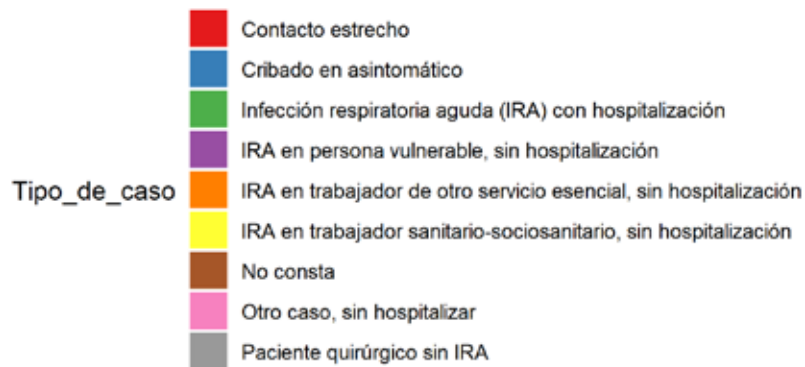 Contacto estrecho
Cribado en asintomático
Infección respiratoria aguda (IRA) con hospitalización
IRA en persona vulnerable, sin hospitalización
Tipo_de_caso
IRA en trabajador de otro servicio esencial, sin hospitalización
IRA en trabajador sanitario-sociosanitario, sin hospitalización
No consta
Otro caso, sin hospitalizar
Paciente quirúrgico sin IRA